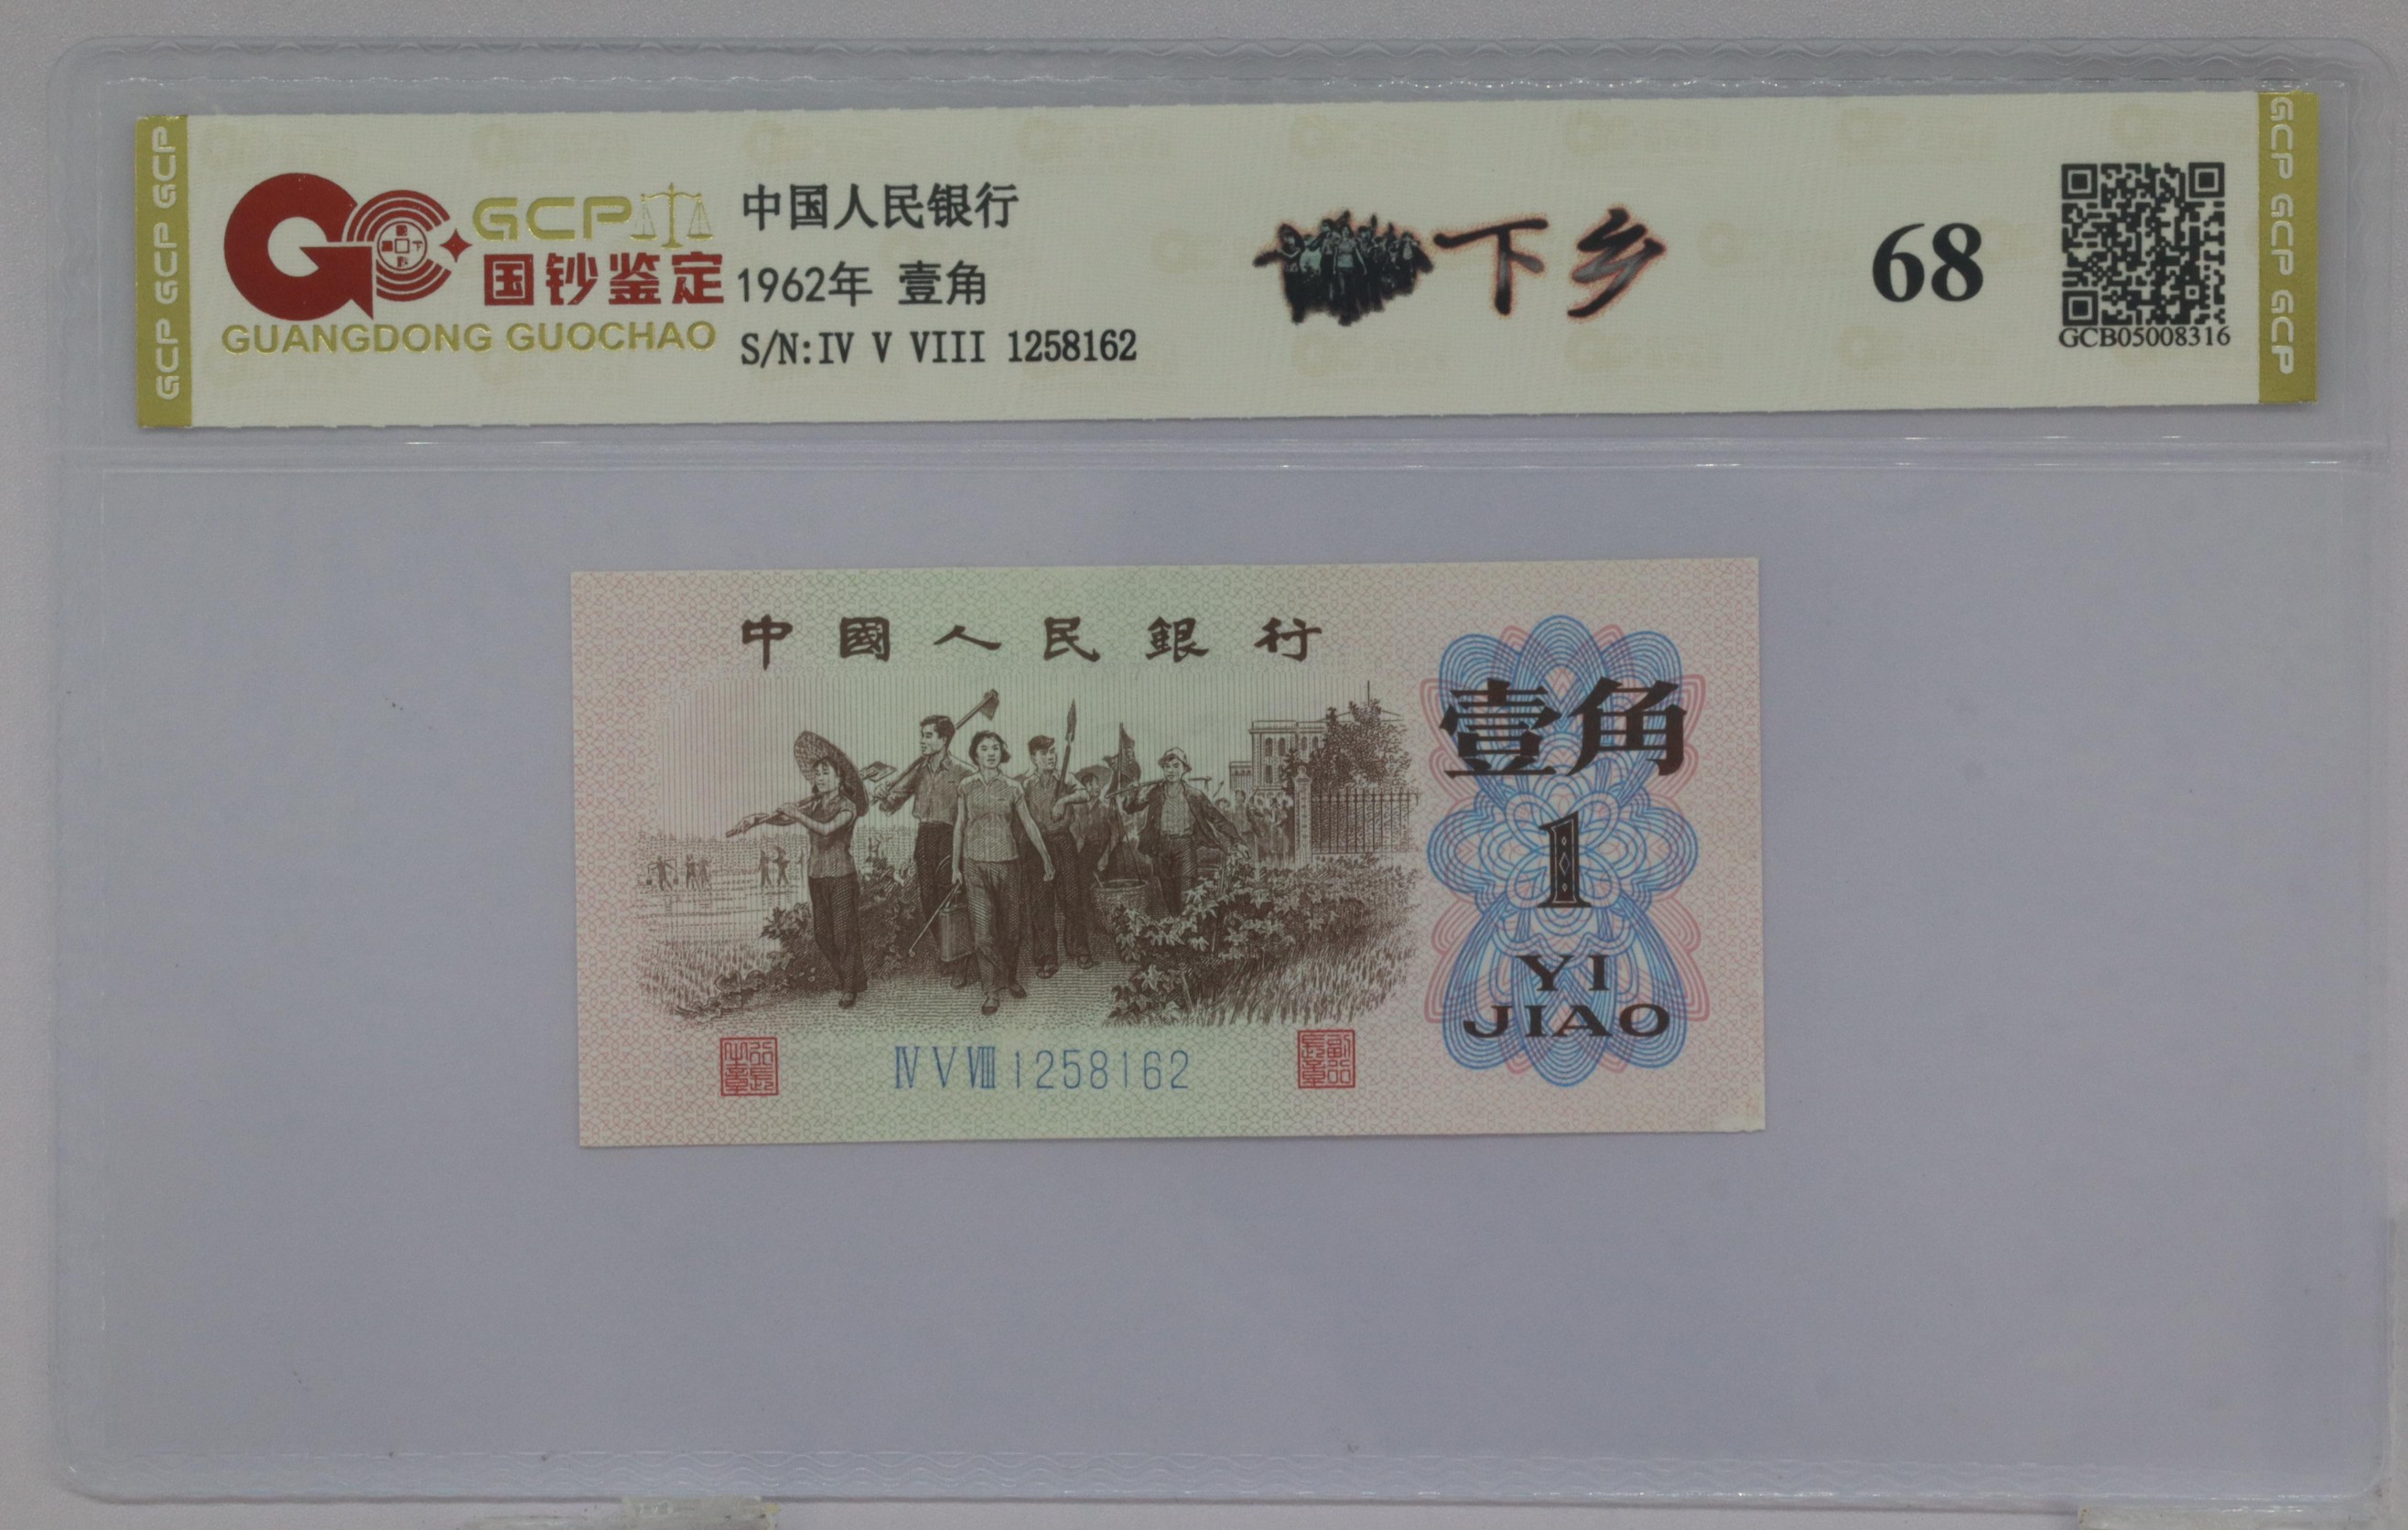 GCP GCP GCP
GCP
国钞鉴定
GUANGDONG GUOCHAO
中国人民银行
1962年 壹角
S/N:IV V VIII 1258162
下乡
68
GCB05008316
GCP GCP GCP
中國人民銀行
壹角
1
YI
JIAO
Ⅳ Ⅴ Ⅷ 1258162